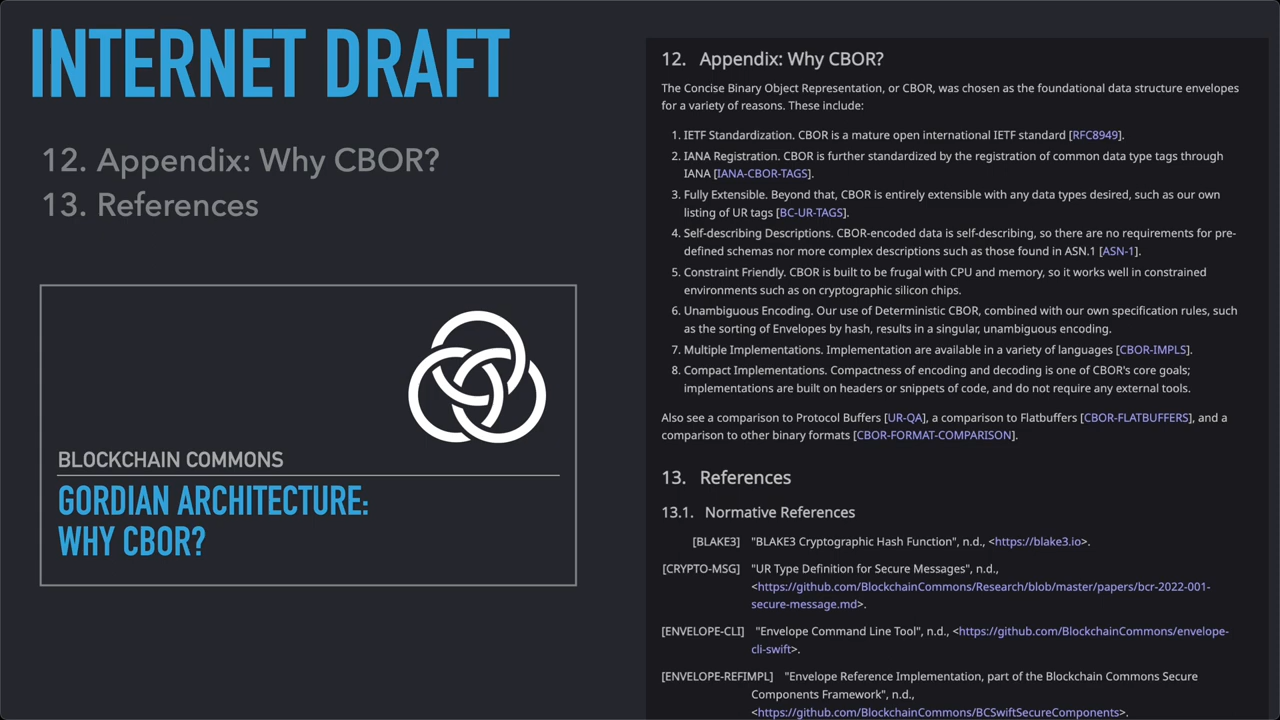 INTERNET DRAFT
12. Appendix: Why CBOR?
13. References
BLOCKCHAIN COMMONS
GORDIAN ARCHITECTURE:
WHY CBOR?
12. Appendix: Why CBOR?
The Concise Binary Object Representation, or CBOR, was chosen as the foundational data structure envelopes
for a variety of reasons. These include:
1. IETF Standardization. CBOR is a mature open international IETF standard [RFC8949].
2. IANA Registration. CBOR is further standardized by the registration of common data type tags through
IANA [IANA-CBOR-TAGS].
3. Fully Extensible. Beyond that, CBOR is entirely extensible with any data types desired, such as our own
listing of UR tags [BC-UR-TAGS].
4. Self-describing Descriptions. CBOR-encoded data is self-describing, so there are no requirements for pre-
defined schemas nor more complex descriptions such as those found in ASN.1 [ASN-1].
5. Constraint Friendly. CBOR is built to be frugal with CPU and memory, so it works well in constrained
environments such as on cryptographic silicon chips.
6. Unambiguous Encoding. Our use of Deterministic CBOR, combined with our own specification rules, such
as the sorting of Envelopes by hash, results in a singular, unambiguous encoding.
7. Multiple Implementations. Implementation are available in a variety of languages [CBOR-IMPLS].
8. Compact Implementations. Compactness of encoding and decoding is one of CBOR's core goals;
implementations are built on headers or snippets of code, and do not require any external tools.
Also see a comparison to Protocol Buffers [UR-QA], a comparison to Flatbuffers [CBOR-FLATBUFFERS], and a
comparison to other binary formats [CBOR-FORMAT-COMPARISON].
13. References
13.1. Normative References
[BLAKE3] "BLAKE3 Cryptographic Hash Function", n.d., <https://blake3.io>.
[CRYPTO-MSG] "UR Type Definition for Secure Messages", n.d.,
<https://github.com/BlockchainCommons/Research/blob/master/papers/bcr-2022-001-
secure-message.md>.
[ENVELOPE-CLI] "Envelope Command Line Tool", n.d., <https://github.com/BlockchainCommons/envelope-
cli-swift>.
[ENVELOPE-REFIMPL] "Envelope Reference Implementation, part of the Blockchain Commons Secure
Components Framework", n.d.,
<https://github.com/BlockchainCommons/BCSwiftSecureComponents>.